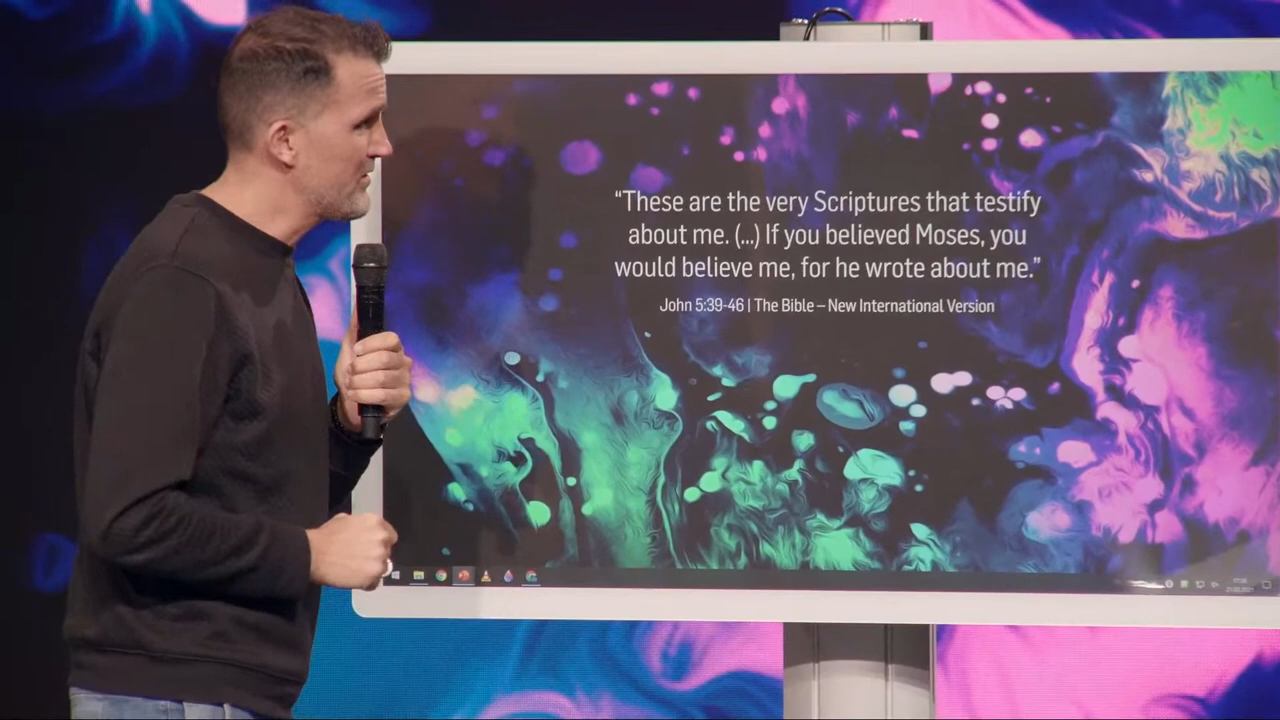 “These are the very Scriptures that testify
about me. (...) If you believed Moses, you
would believe me, for he wrote about me.”
John 5:39-46 | The Bible – New International Version